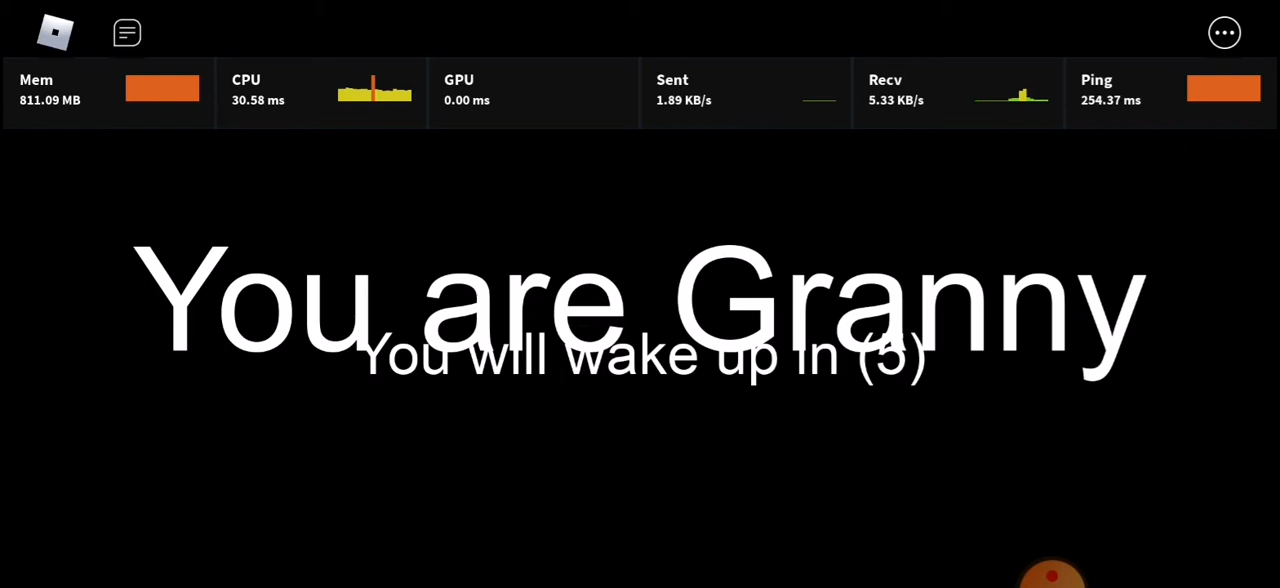 Mem CPU GPU Sent Recv Ping
811.09 MB 30.58 ms 0.00 ms 1.89 KB/s 5.33 KB/s 254.37 ms
You are Granny
You will wake up in (5)